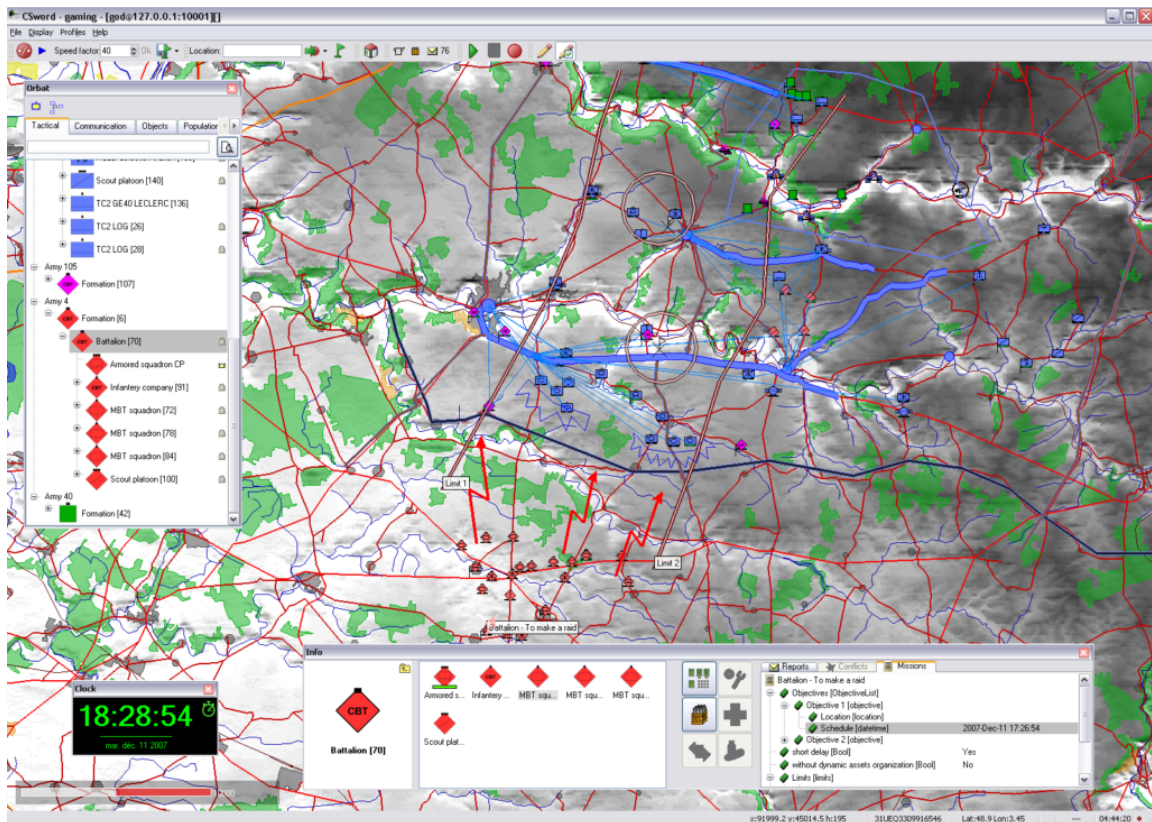 CSword - gaming - [god@127.0.0.1:10001][]
File Display Profiles Help
Speed factor: 40 Ok Location: 76
Orbat
Tactical Communication Objects Population
Scout platoon [140]
TC2 GE40 LECLERC [136]
TC2 LOG [26]
TC2 LOG [28]
Army 105
Formation [107]
Army 4
CBT Formation [6]
CBT Battalion [70]
Armored squadron CP
CBT Infantery company [91]
MBT squadron [72]
MBT squadron [78]
MBT squadron [84]
Scout platoon [100]
Army 40
Formation [42]
Limit 1
Limit 2
Battalion - To make a raid
Clock
18:28:54
mar. déc. 11 2007
Info
CBT
Battalion [70]
Armored s...
CBT
Infantery ...
MBT squ...
MBT squ...
MBT squ...
Scout plat...
Reports Conflicts Missions
Battalion - To make a raid
Objectives [ObjectiveList]
Objective 1 [objective]
Location [location]
Schedule [datetime] 2007-Dec-11 17:26:54
Objective 2 [objective]
short delay [Bool] Yes
without dynamic assets organization [Bool] No
Limits [limits]
x:91999.2 y:45014.5 h:195 31UEQ3309916546 Lat:48.9 Lon:3.45 --- 04:44:20